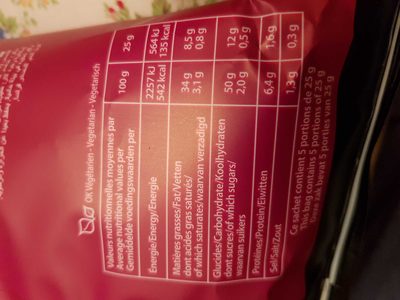 OK Végétarien - Vegetarian - Vegetarisch
Valeurs nutritionnelles moyennes par
Average nutritional values per
Gemiddelde voedingswaarden per
100 g
25 g
Énergie/Energy/Energie
2257 kJ
542 kcal
564 kJ
135 kcal
Matières grasses/Fat/Vetten
dont acides gras saturés/
of which saturates/waarvan verzadigd
34 g
3,1 g
8,5 g
0,8 g
Glucides/Carbohydrate/Koolhydraten
dont sucres/of which sugars/
waarvan suikers
50 g
2,0 g
12 g
0,5 g
Protéines/Protein/Eiwitten
6,4 g
1,6 g
Sel/Salt/Zout
1,3 g
0,3 g
Ce sachet contient 5 portions de 25 g
This bag contains 5 portions of 25 g
Deze zak bevat 5 porties van 25 g